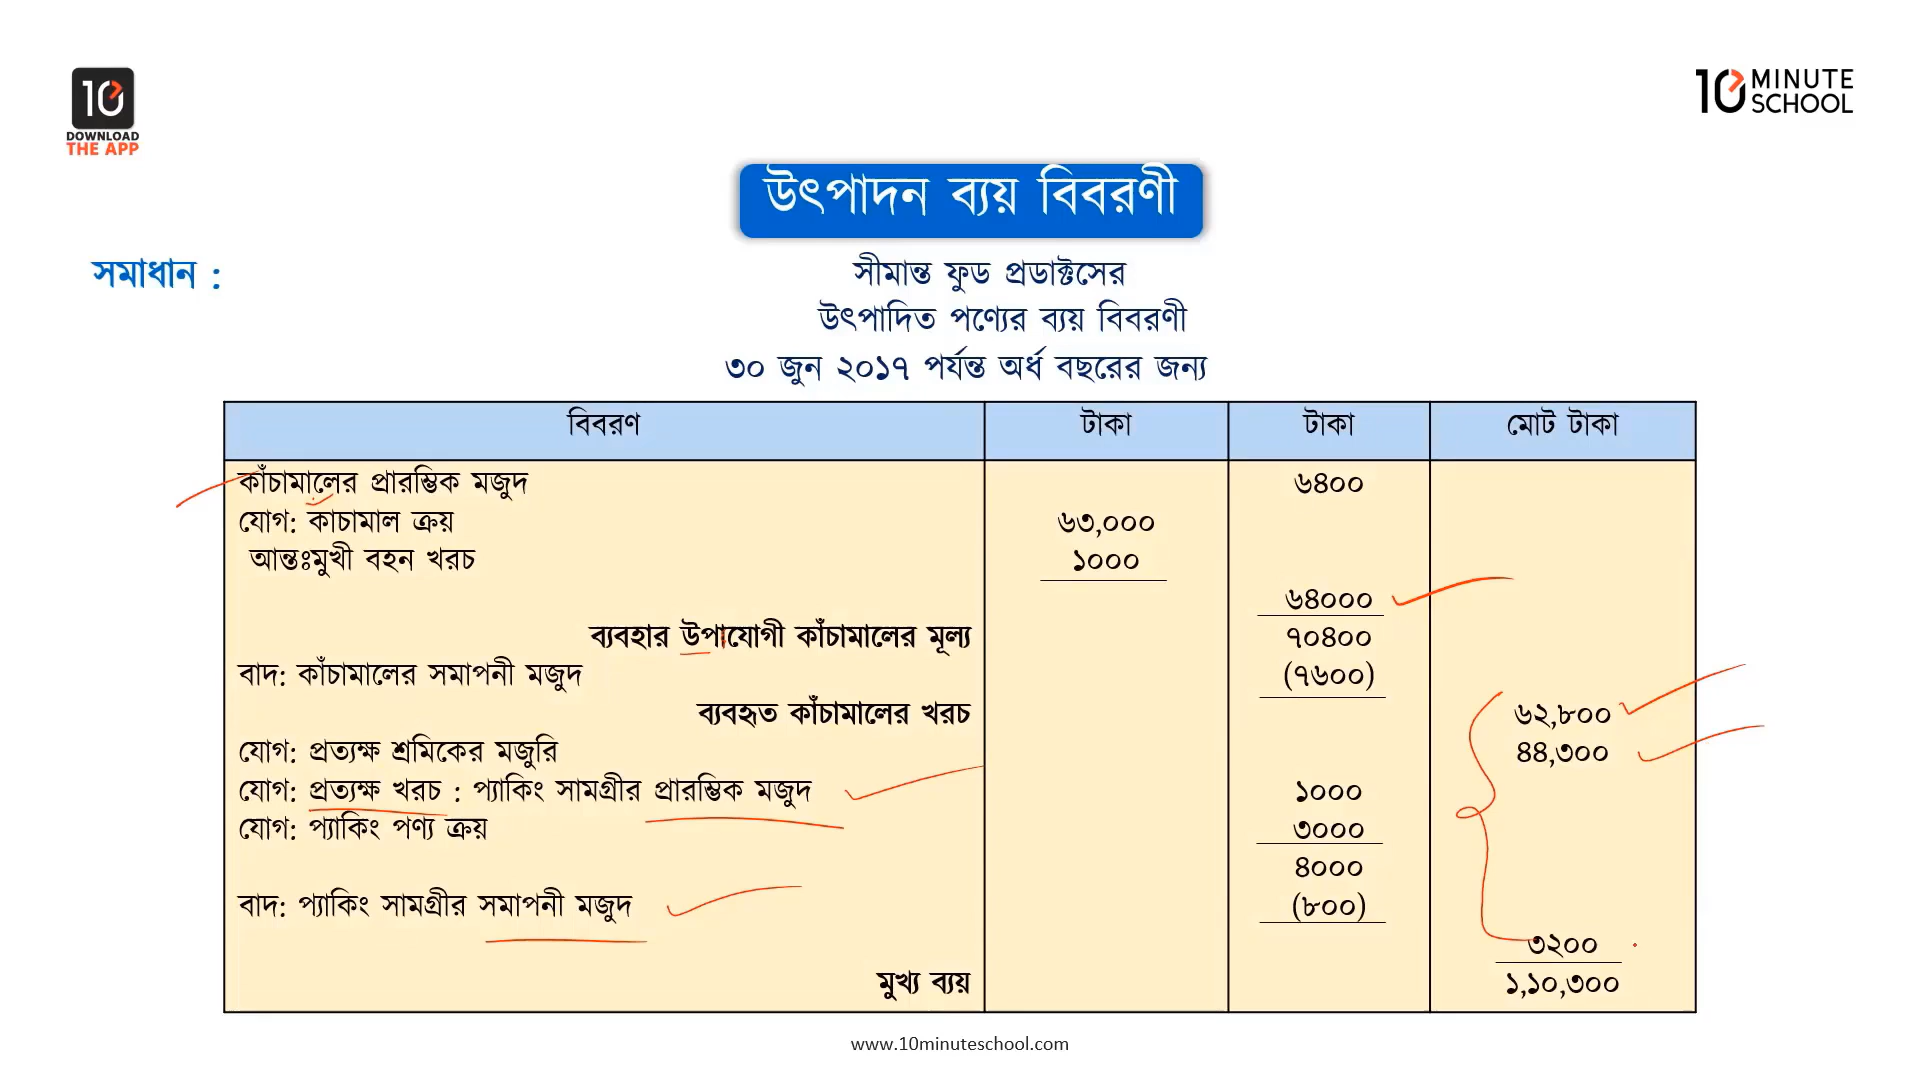 10
DOWNLOAD
THE APP
10 MINUTE
SCHOOL
উৎপাদন ব্যয় বিবরণী
সমাধান :
সীমান্ত ফুড প্রডাক্টসের
উৎপাদিত পণ্যের ব্যয় বিবরণী
৩০ জুন ২০১৭ পর্যন্ত অর্ধ বছরের জন্য
বিবরণ টাকা টাকা মোট টাকা
কাঁচামালের প্রারম্ভিক মজুদ ৬৪০০
যোগ: কাচামাল ক্রয় ৬৩,০০০
আন্তঃমুখী বহন খরচ ১০০০
৬৪০০০
ব্যবহার উপাযোগী কাঁচামালের মূল্য ৭০৪০০
বাদ: কাঁচামালের সমাপনী মজুদ (৭৬০০)
ব্যবহৃত কাঁচামালের খরচ ৬২,৮০০
যোগ: প্রত্যক্ষ শ্রমিকের মজুরি ৪৪,৩০০
যোগ: প্রত্যক্ষ খরচ : প্যাকিং সামগ্রীর প্রারম্ভিক মজুদ ১০০০
যোগ: প্যাকিং পণ্য ক্রয় ৩০০০
৪০০০
বাদ: প্যাকিং সামগ্রীর সমাপনী মজুদ (৮০০)
৩২০০
মুখ্য ব্যয় ১,১০,৩০০
www.10minuteschool.com